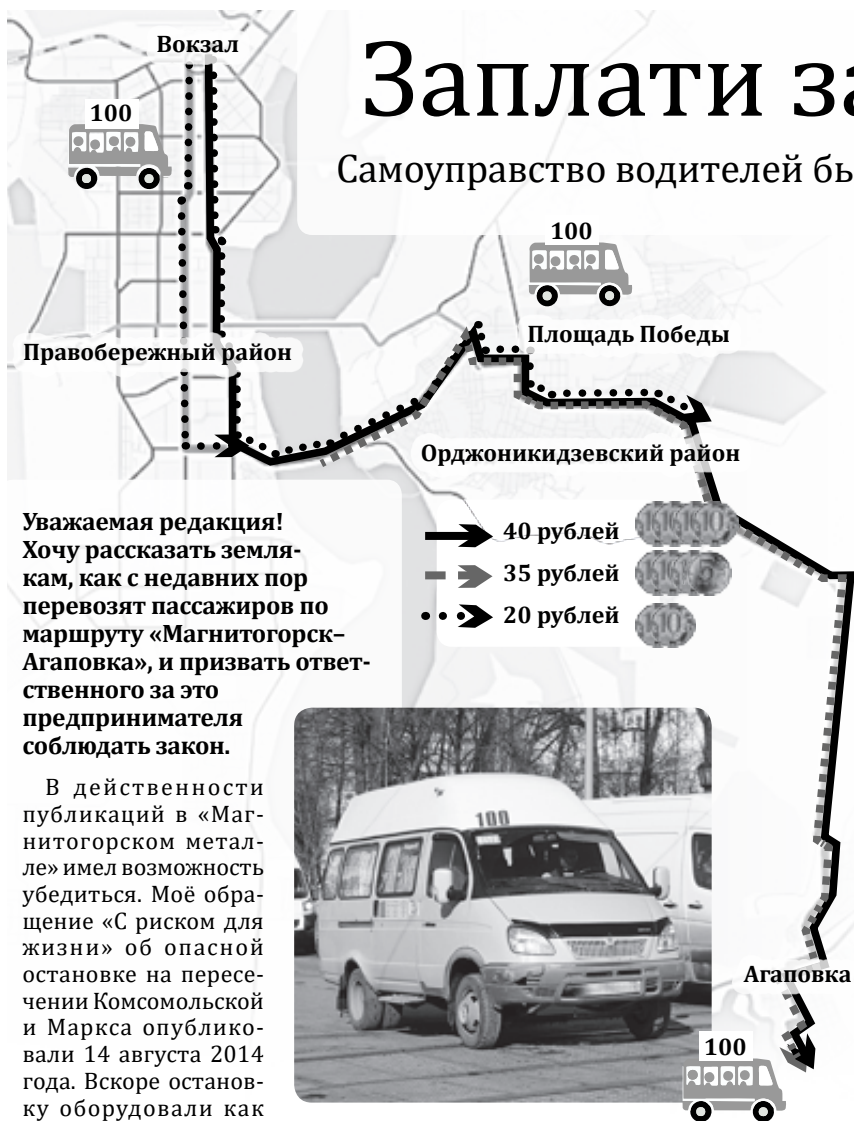 Заплати за
Самоуправство водителей бы
Вокзал
100
100
Площадь Победы
Правобережный район
Орджоникидзевский район
40 рублей
35 рублей
20 рублей
Уважаемая редакция!
Хочу рассказать земля-
кам, как с недавних пор
перевозят пассажиров по
маршруту «Магнитогорск–
Агаповка», и призвать ответ-
ственного за это
предпринимателя
соблюдать закон.
В действенности
публикаций в «Маг-
нитогорском метал-
ле» имел возможность
убедиться. Моё обра-
щение «С риском для
жизни» об опасной
остановке на пересе-
чении Комсомольской
и Маркса опублико-
вали 14 августа 2014
года. Вскоре останов-
ку оборудовали как
100
Агаповка
100